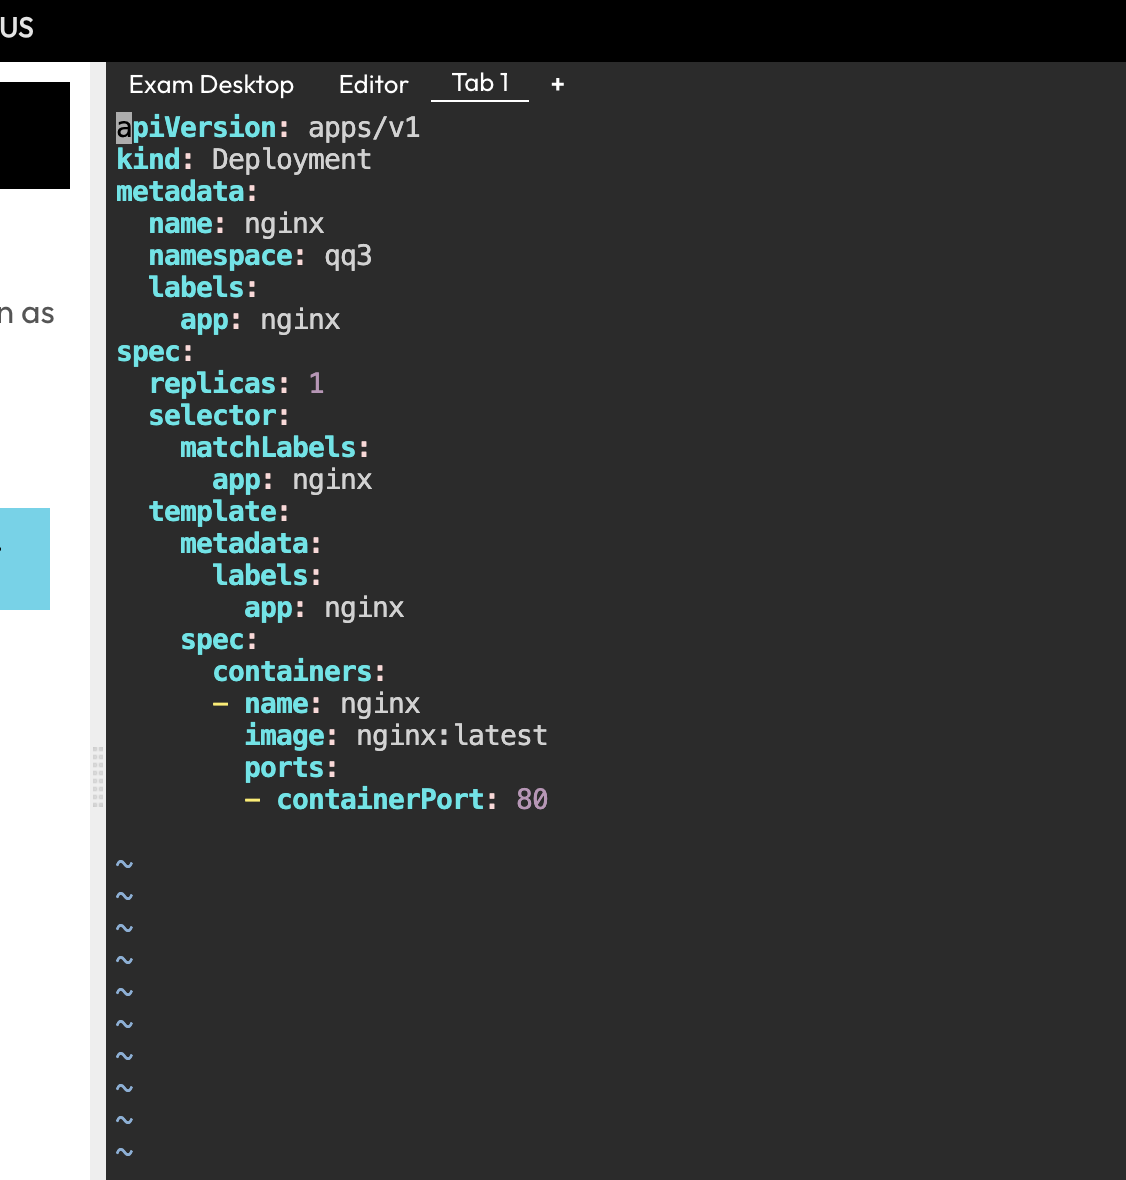 US
Exam Desktop Editor Tab 1 +
apiVersion: apps/v1
kind: Deployment
metadata:
  name: nginx
  namespace: qq3
  labels:
    app: nginx
n as
spec:
  replicas: 1
  selector:
    matchLabels:
      app: nginx
  template:
    metadata:
      labels:
        app: nginx
    spec:
      containers:
      - name: nginx
        image: nginx:latest
        ports:
        - containerPort: 80
~
~
~
~
~
~
~
~
~
~